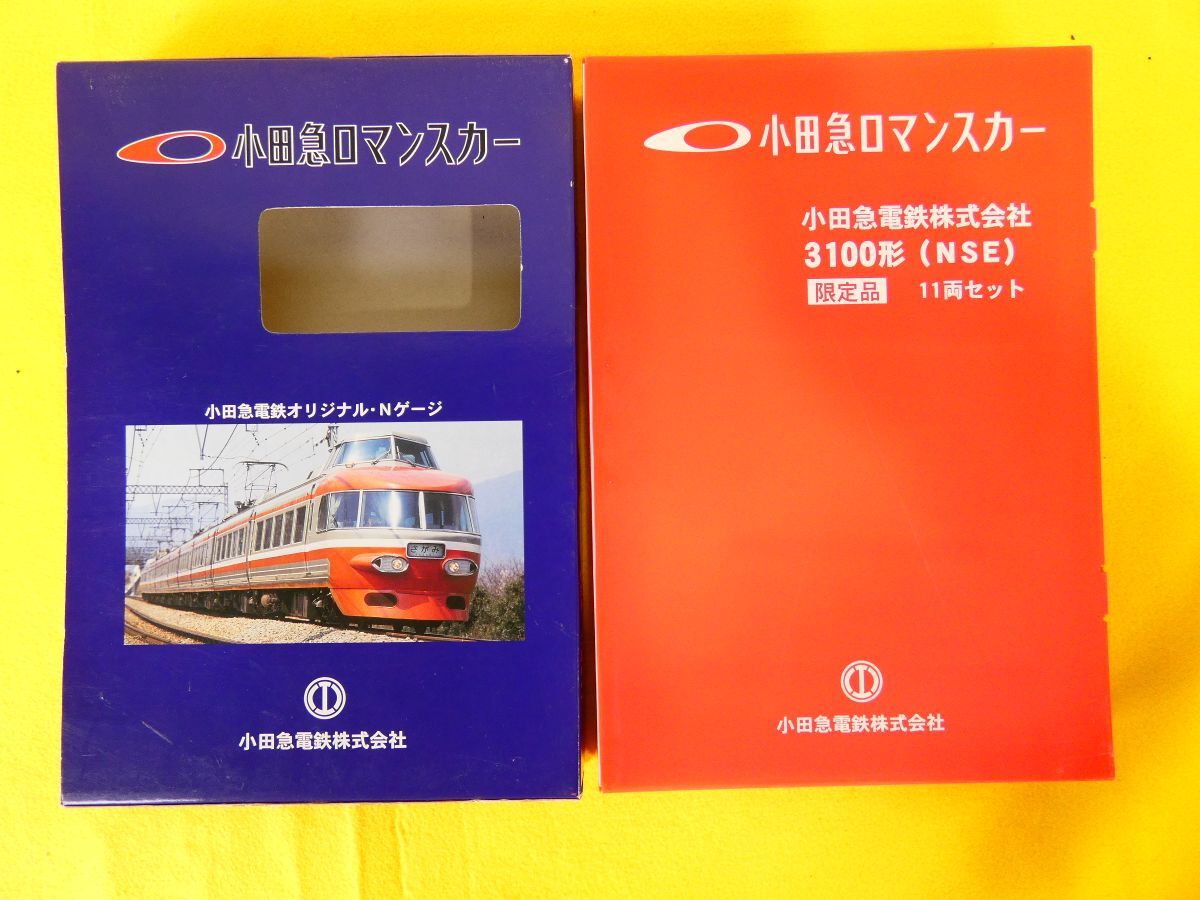 小田急ロマンスカー
小田急電鉄オリジナル・Nゲージ
さがみ
小田急電鉄株式会社
小田急ロマンスカー
小田急電鉄株式会社
3100形(NSE)
限定品 11両セット
小田急電鉄株式会社